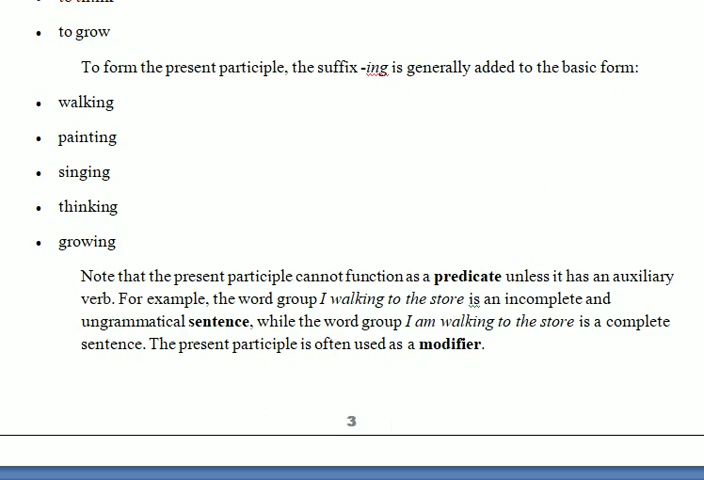 • to think
• to grow
To form the present participle, the suffix -ing is generally added to the basic form:
• walking
• painting
• singing
• thinking
• growing
Note that the present participle cannot function as a predicate unless it has an auxiliary
verb. For example, the word group I walking to the store is an incomplete and
ungrammatical sentence, while the word group I am walking to the store is a complete
sentence. The present participle is often used as a modifier.
3